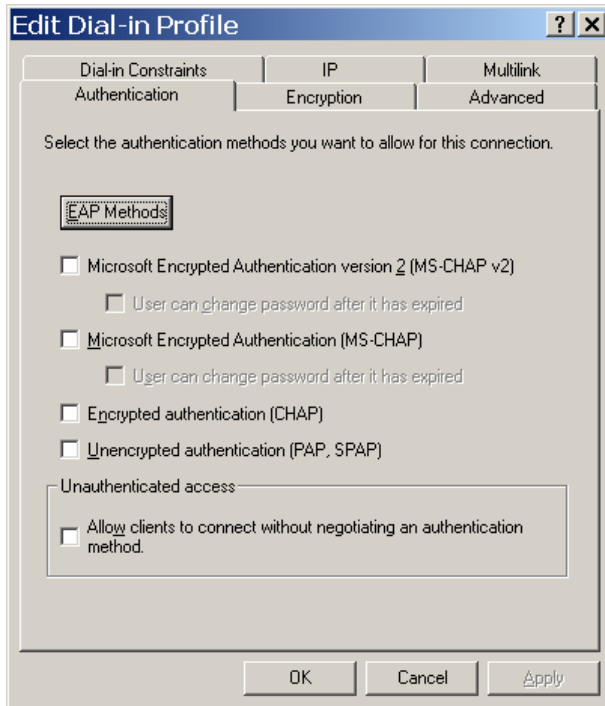 Edit Dial-in Profile
?
Dial-in Constraints
IP
Multilink
Authentication
Encryption
Advanced
Select the authentication methods you want to allow for this connection.
EAP Methods
Microsoft Encrypted Authentication version 2 (MS-CHAP v2)
User can change password after it has expired
Microsoft Encrypted Authentication (MS-CHAP)
User can change password after it has expired
Encrypted authentication (CHAP)
Unencrypted authentication (PAP, SPAP)
Unauthenticated access
Allow clients to connect without negotiating an authentication
method.
OK
Cancel
Apply